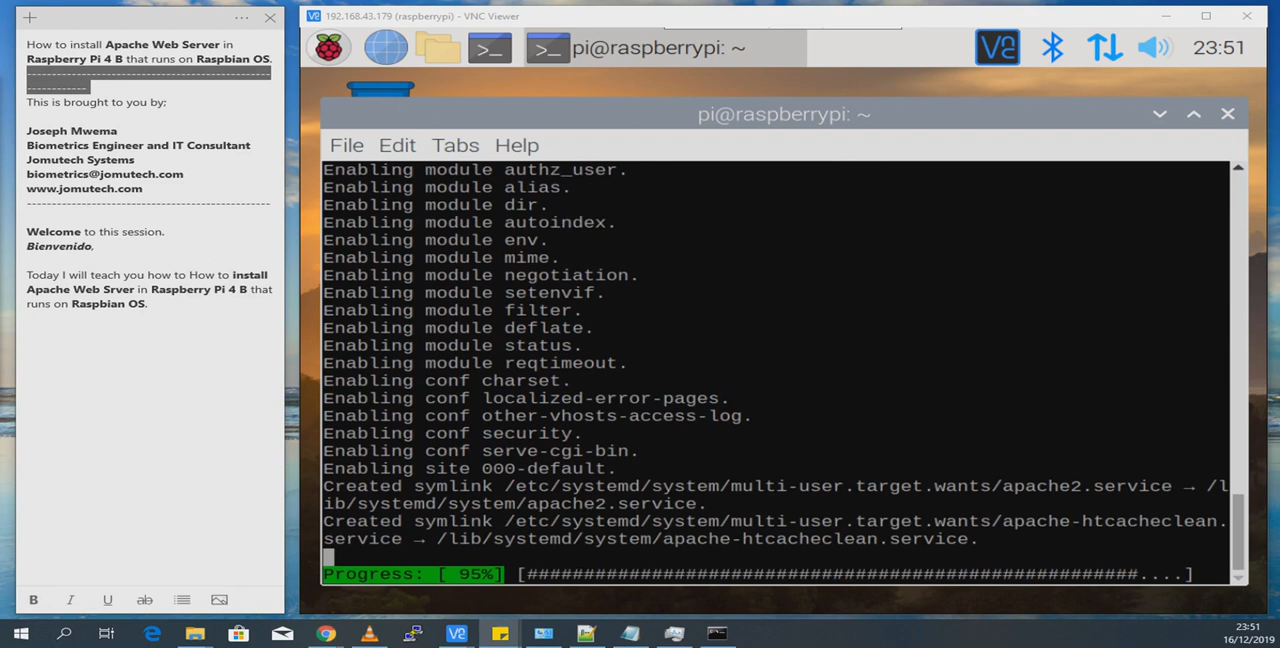 How to install Apache Web Server in
Raspberry Pi 4 B that runs on Raspbian OS.
-------------------------------------------------
------------
This is brought to you by;
Joseph Mwema
Biometrics Engineer and IT Consultant
Jomutech Systems
biometrics@jomutech.com
www.jomutech.com
-------------------------------------------------
Welcome to this session.
Bienvenido,
Today I will teach you how to How to install
Apache Web Srver in Raspberry Pi 4 B that
runs on Raspbian OS.
B I U ab
VE 192.168.43.179 (raspberrypi) - VNC Viewer
>_ >_ pi@raspberrypi: ~ VE 23:51
pi@raspberrypi: ~
File Edit Tabs Help
Enabling module authz_user.
Enabling module alias.
Enabling module dir.
Enabling module autoindex.
Enabling module env.
Enabling module mime.
Enabling module negotiation.
Enabling module setenvif.
Enabling module filter.
Enabling module deflate.
Enabling module status.
Enabling module reqtimeout.
Enabling conf charset.
Enabling conf localized-error-pages.
Enabling conf other-vhosts-access-log.
Enabling conf security.
Enabling conf serve-cgi-bin.
Enabling site 000-default.
Created symlink /etc/systemd/system/multi-user.target.wants/apache2.service → /l
ib/systemd/system/apache2.service.
Created symlink /etc/systemd/system/multi-user.target.wants/apache-htcacheclean.
service → /lib/systemd/system/apache-htcacheclean.service.
Progress: [ 95%] [######################################################....]
VE
23:51
16/12/2019